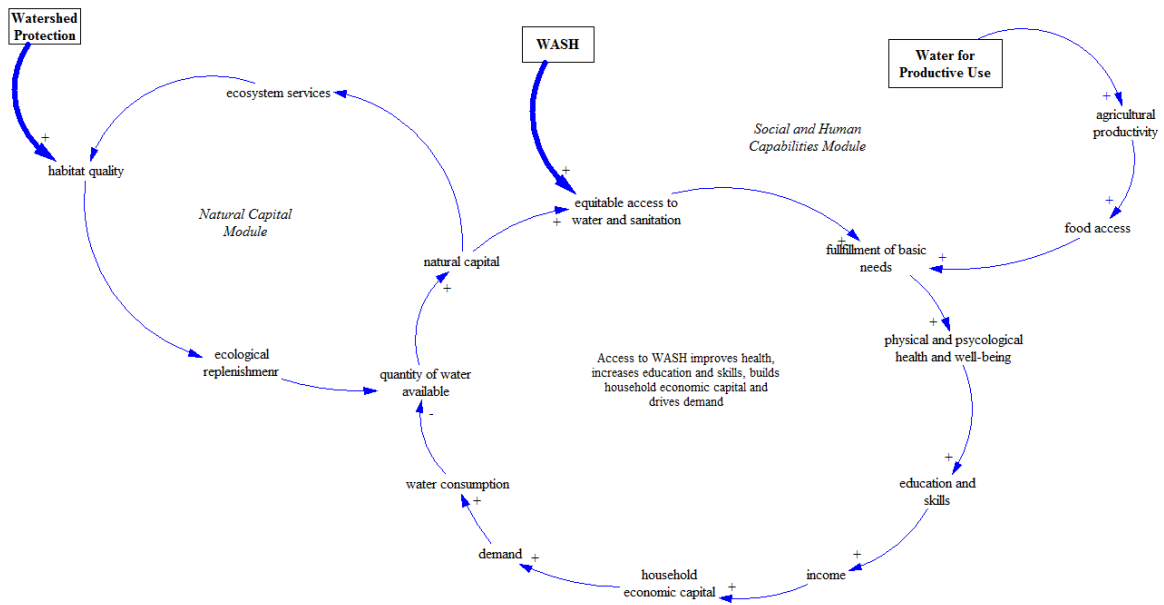 Watershed
Protection
WASH
Water for
Productive Use
ecosystem services
+
agricultural
productivity
+
habitat quality
Social and Human
Capabilities Module
+
equitable access to
water and sanitation
+
Natural Capital
Module
+
food access
+
fullfillment of basic
needs
+
natural capital
+
+
physical and psycological
health and well-being
ecological
replenishmenr
quantity of water
available
-
Access to WASH improves health,
increases education and skills, builds
household economic capital and
drives demand
+
education and
skills
water consumption
+
demand
+
household
economic capital
+
income
+